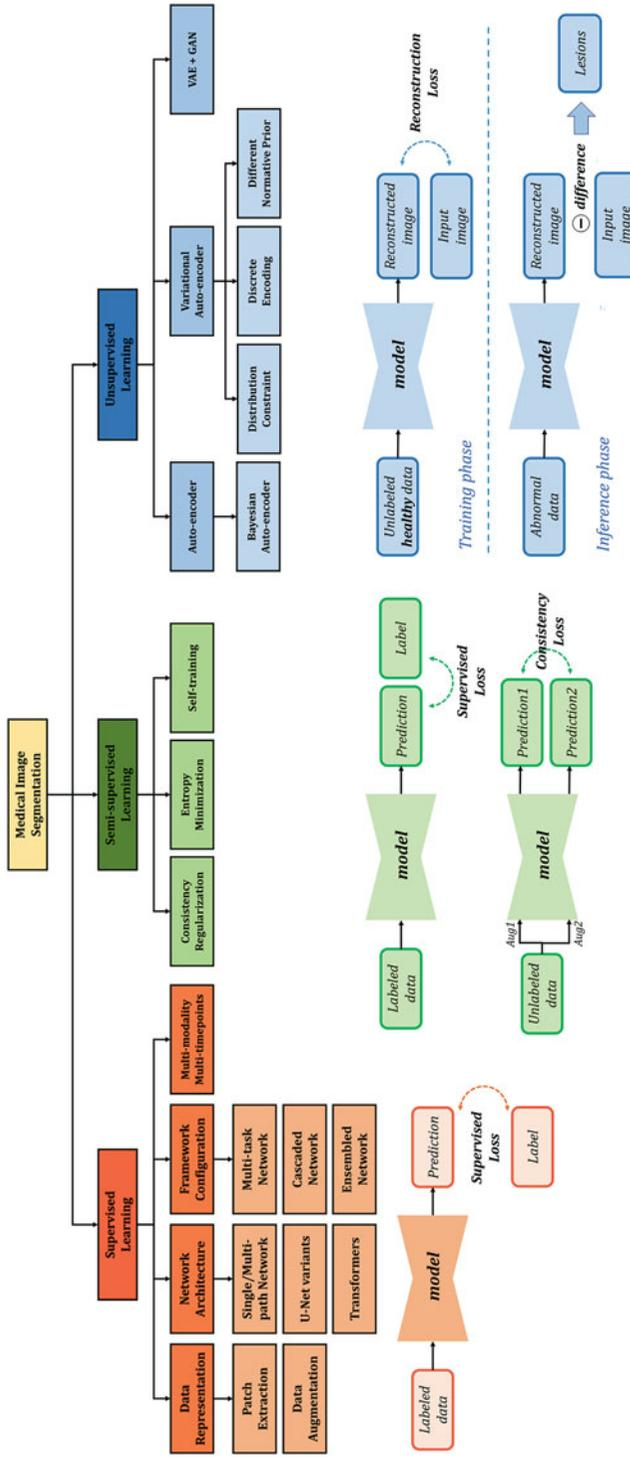 Medical Image
Segmentation
Supervised
Learning
Semi-supervised
Learning
Unsupervised
Learning
Data
Representation
Network
Architecture
Framework
Configuration
Multi-modality
Multi-timepoints
Consistency
Regularization
Entropy
Minimization
Self-training
Auto-encoder
Variational
Auto-encoder
VAE + GAN
Patch
Extraction
Single/Multi-
path Network
Multi-task
Network
Bayesian
Auto-encoder
Distribution
Constraint
Discrete
Encoding
Different
Normative Prior
Data
Augmentation
U-Net variants
Cascaded
Network
Transformers
Ensembled
Network
Labeled
data
model
Prediction
Supervised
Loss
Label
Labeled
data
model
Prediction
Label
Supervised
Loss
Unlabeled
data
Aug1
Aug2
model
Prediction1
Prediction2
Consistency
Loss
Unlabeled
healthy data
model
Reconstructed
image
Input
image
Reconstruction
Loss
Training phase
Abnormal
data
model
Reconstructed
image
− difference
Input
image
Lesions
Inference phase